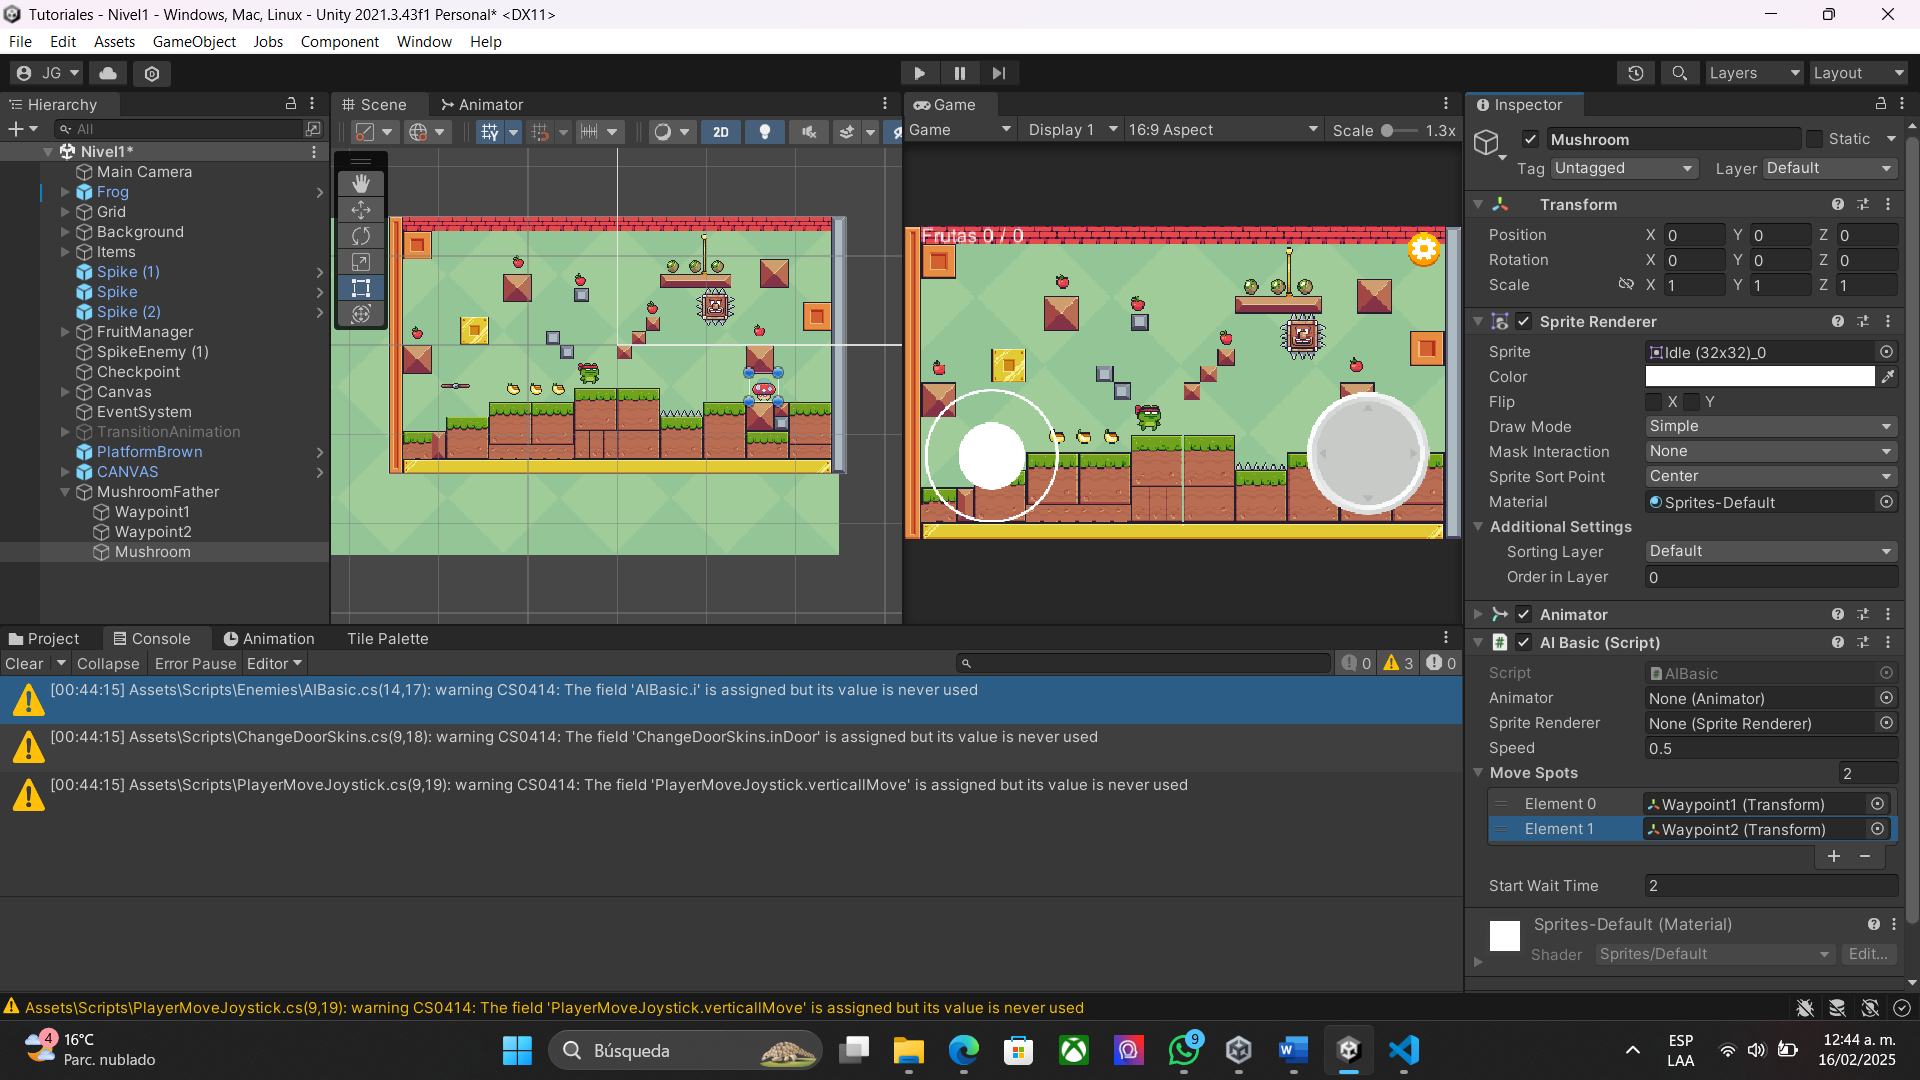 Tutoriales - Nivel1 - Windows, Mac, Linux - Unity 2021.3.43f1 Personal* <DX11>
File Edit Assets GameObject Jobs Component Window Help
JG Layers Layout
Hierarchy
All
Nivel1*
Main Camera
Frog
Grid
Background
Items
Spike (1)
Spike
Spike (2)
FruitManager
SpikeEnemy (1)
Checkpoint
Canvas
EventSystem
TransitionAnimation
PlatformBrown
CANVAS
MushroomFather
Waypoint1
Waypoint2
Mushroom
Scene Animator
2D
Game
Game Display 1 16:9 Aspect Scale 1.3x
Frutas 0 / 0
Inspector
Mushroom Static
Tag Untagged Layer Default
Transform
Position X 0 Y 0 Z 0
Rotation X 0 Y 0 Z 0
Scale X 1 Y 1 Z 1
Sprite Renderer
Sprite Idle (32x32)_0
Color
Flip X Y
Draw Mode Simple
Mask Interaction None
Sprite Sort Point Center
Material Sprites-Default
Additional Settings
Sorting Layer Default
Order in Layer 0
Animator
AI Basic (Script)
Script AIBasic
Animator None (Animator)
Sprite Renderer None (Sprite Renderer)
Speed 0.5
Move Spots 2
Element 0 Waypoint1 (Transform)
Element 1 Waypoint2 (Transform)
Start Wait Time 2
Sprites-Default (Material)
Shader Sprites/Default Edit...
Project Console Animation Tile Palette
Clear Collapse Error Pause Editor 0 3 0
[00:44:15] Assets\Scripts\Enemies\AIBasic.cs(14,17): warning CS0414: The field 'AIBasic.i' is assigned but its value is never used
[00:44:15] Assets\Scripts\ChangeDoorSkins.cs(9,18): warning CS0414: The field 'ChangeDoorSkins.inDoor' is assigned but its value is never used
[00:44:15] Assets\Scripts\PlayerMoveJoystick.cs(9,19): warning CS0414: The field 'PlayerMoveJoystick.verticallMove' is assigned but its value is never used
Assets\Scripts\PlayerMoveJoystick.cs(9,19): warning CS0414: The field 'PlayerMoveJoystick.verticallMove' is assigned but its value is never used
4 16°C
Parc. nublado
Búsqueda
9
ESP
LAA
12:44 a. m.
16/02/2025